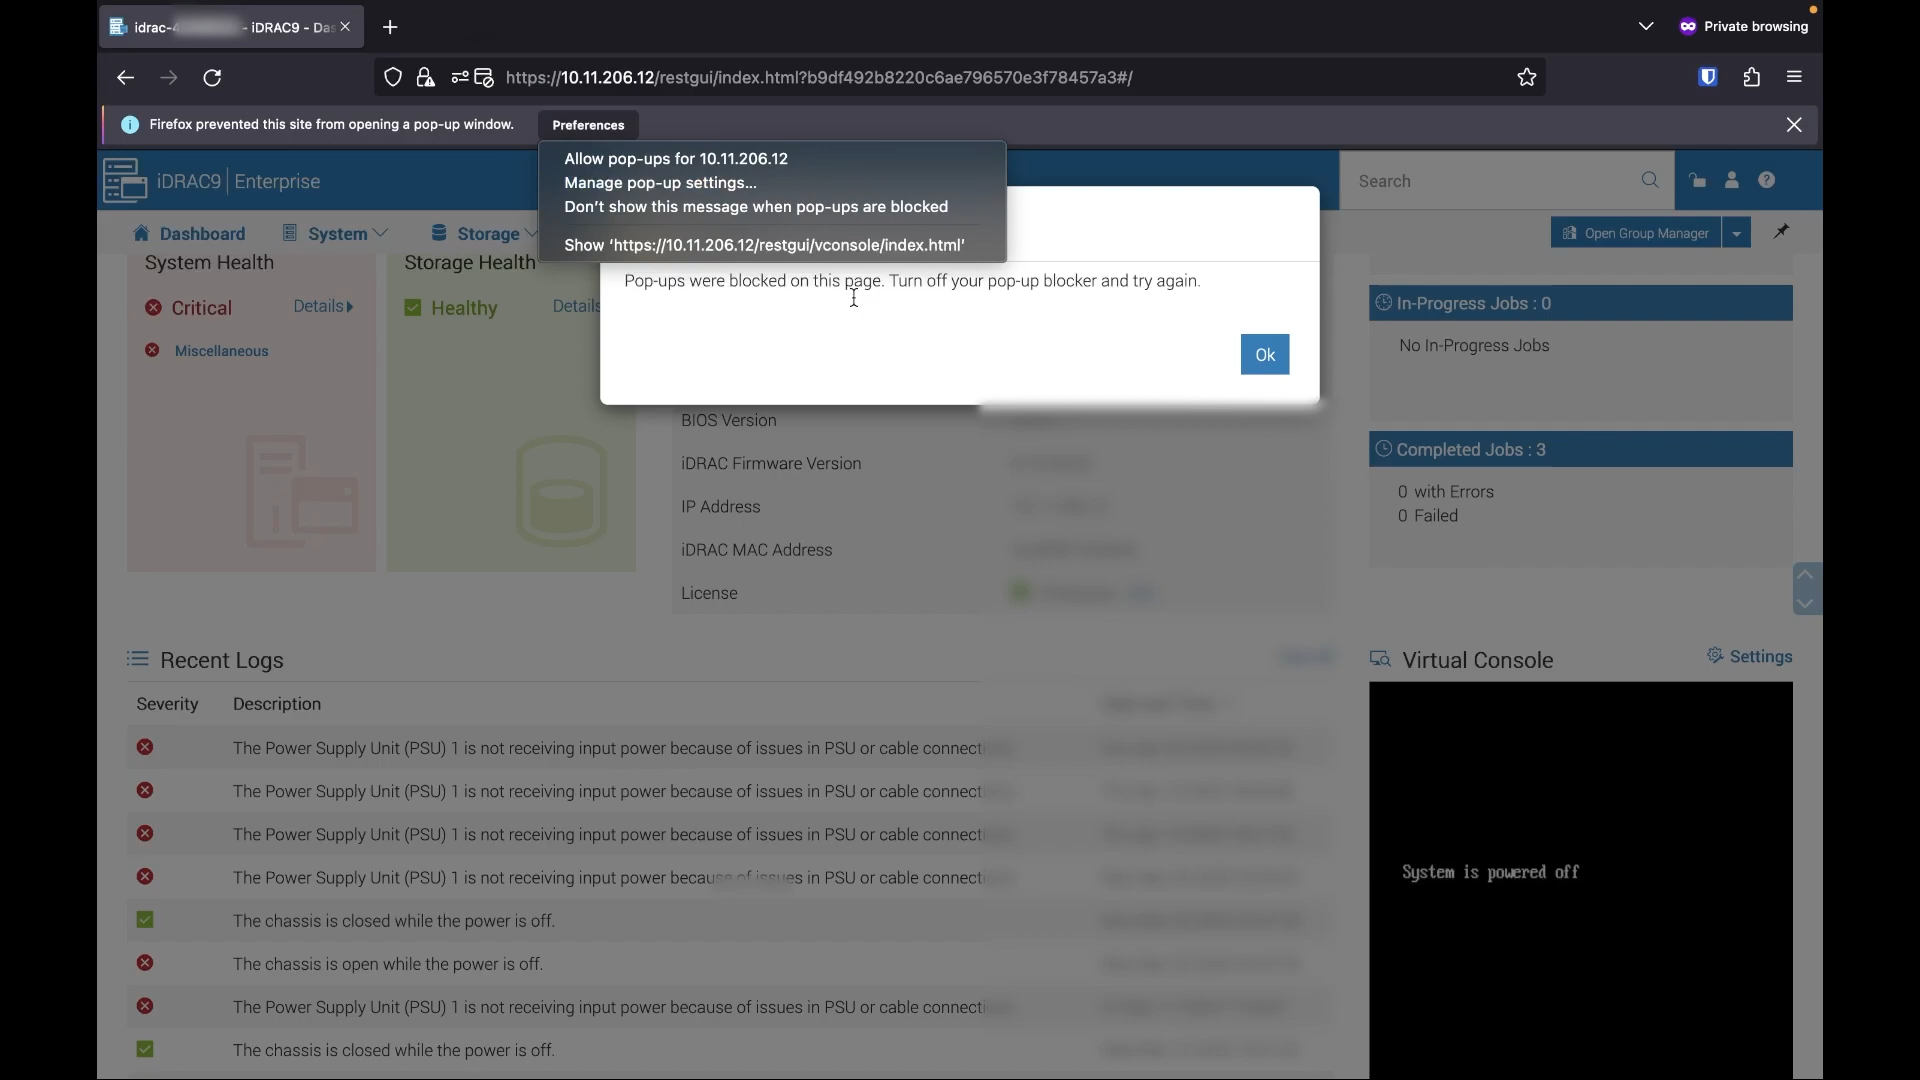 idrac-
- iDRAC9 - Das
Private browsing
https://10.11.206.12/restgui/index.html?b9df492b8220c6ae796570e3f78457a3#/
Firefox prevented this site from opening a pop-up window.
Preferences
Allow pop-ups for 10.11.206.12
Manage pop-up settings...
Don't show this message when pop-ups are blocked
Show 'https://10.11.206.12/restgui/vconsole/index.html'
iDRAC9 | Enterprise
Search
Dashboard
System
Storage
Open Group Manager
System Health
Critical
Details
Miscellaneous
Storage Health
Healthy
Details
Pop-ups were blocked on this page. Turn off your pop-up blocker and try again.
Ok
BIOS Version
iDRAC Firmware Version
IP Address
iDRAC MAC Address
License
In-Progress Jobs : 0
No In-Progress Jobs
Completed Jobs : 3
0 with Errors
0 Failed
Recent Logs
Severity Description
The Power Supply Unit (PSU) 1 is not receiving input power because of issues in PSU or cable connecti
The Power Supply Unit (PSU) 1 is not receiving input power because of issues in PSU or cable connecti
The Power Supply Unit (PSU) 1 is not receiving input power because of issues in PSU or cable connecti
The Power Supply Unit (PSU) 1 is not receiving input power because of issues in PSU or cable connecti
The chassis is closed while the power is off.
The chassis is open while the power is off.
The Power Supply Unit (PSU) 1 is not receiving input power because of issues in PSU or cable connecti
The chassis is closed while the power is off.
Virtual Console
Settings
System is powered off